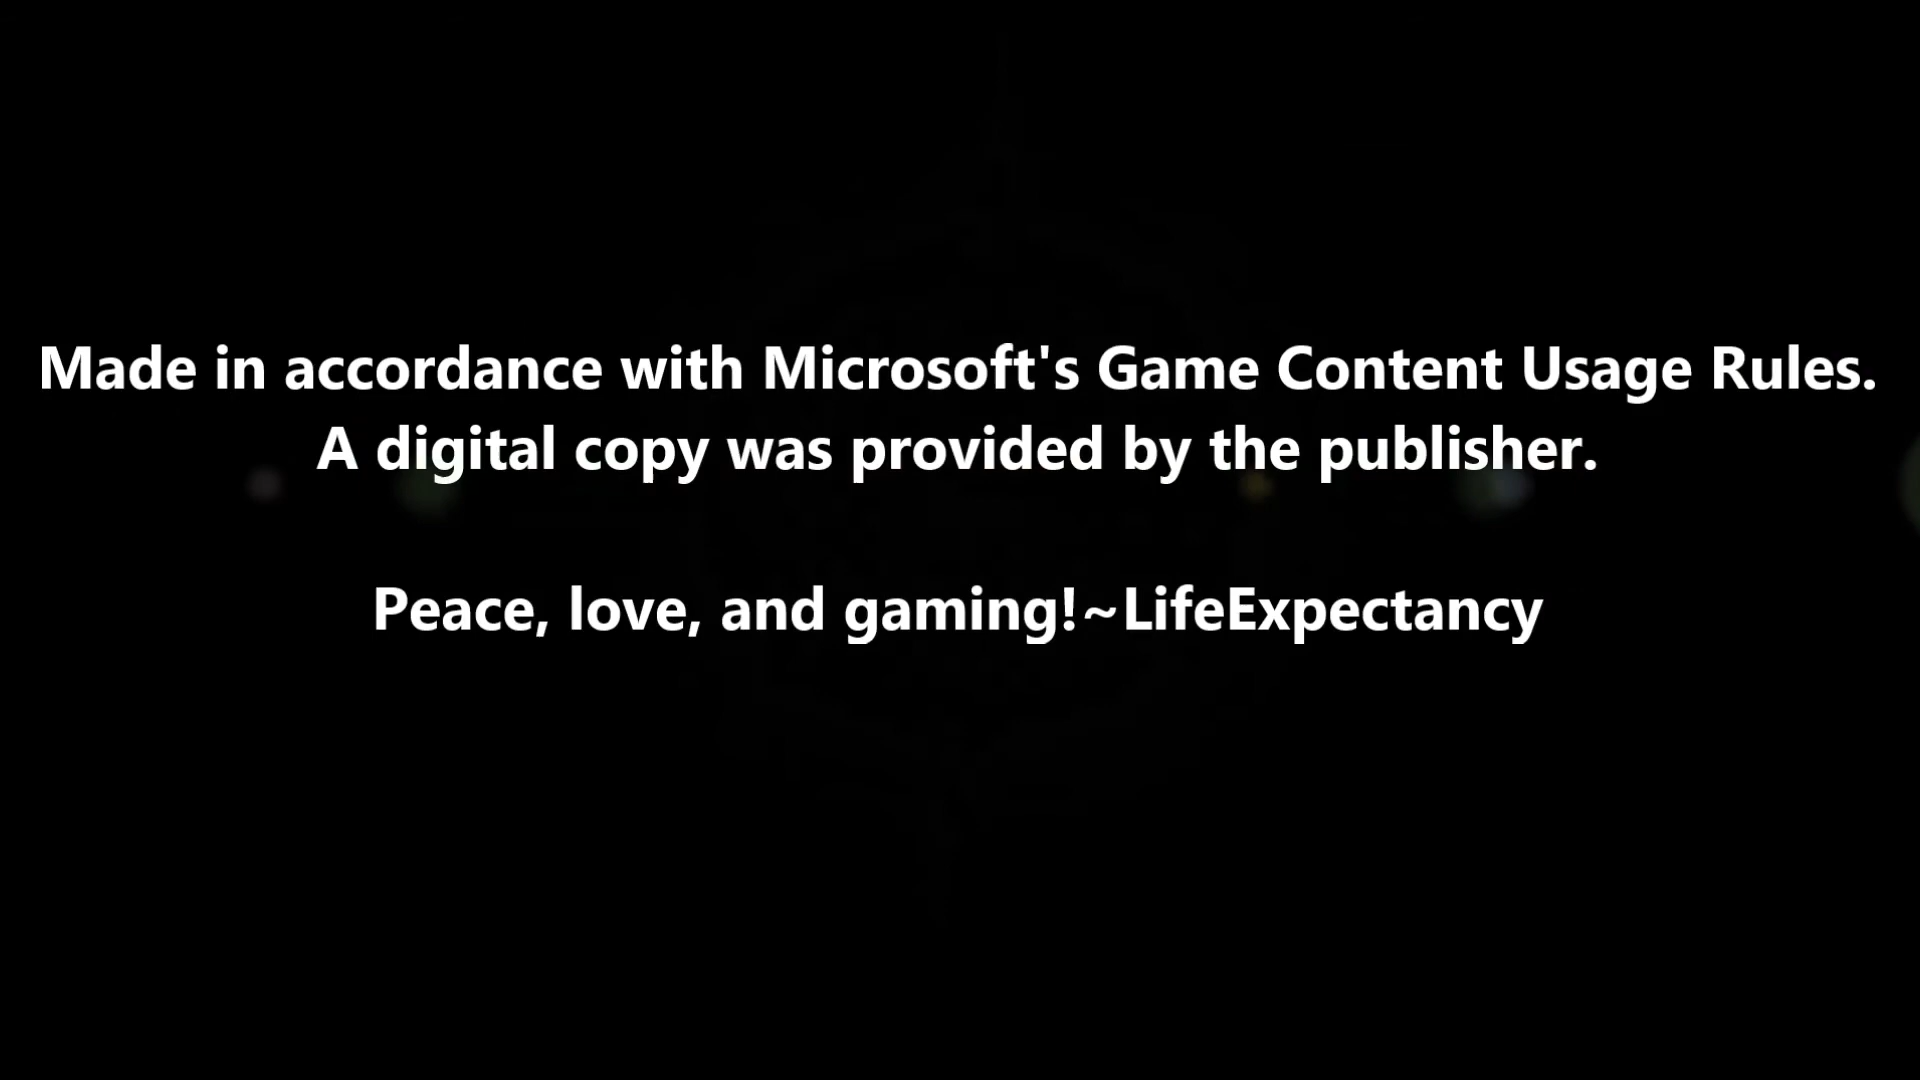 Made in accordance with Microsoft's Game Content Usage Rules.
A digital copy was provided by the publisher.
Peace, love, and gaming!~LifeExpectancy